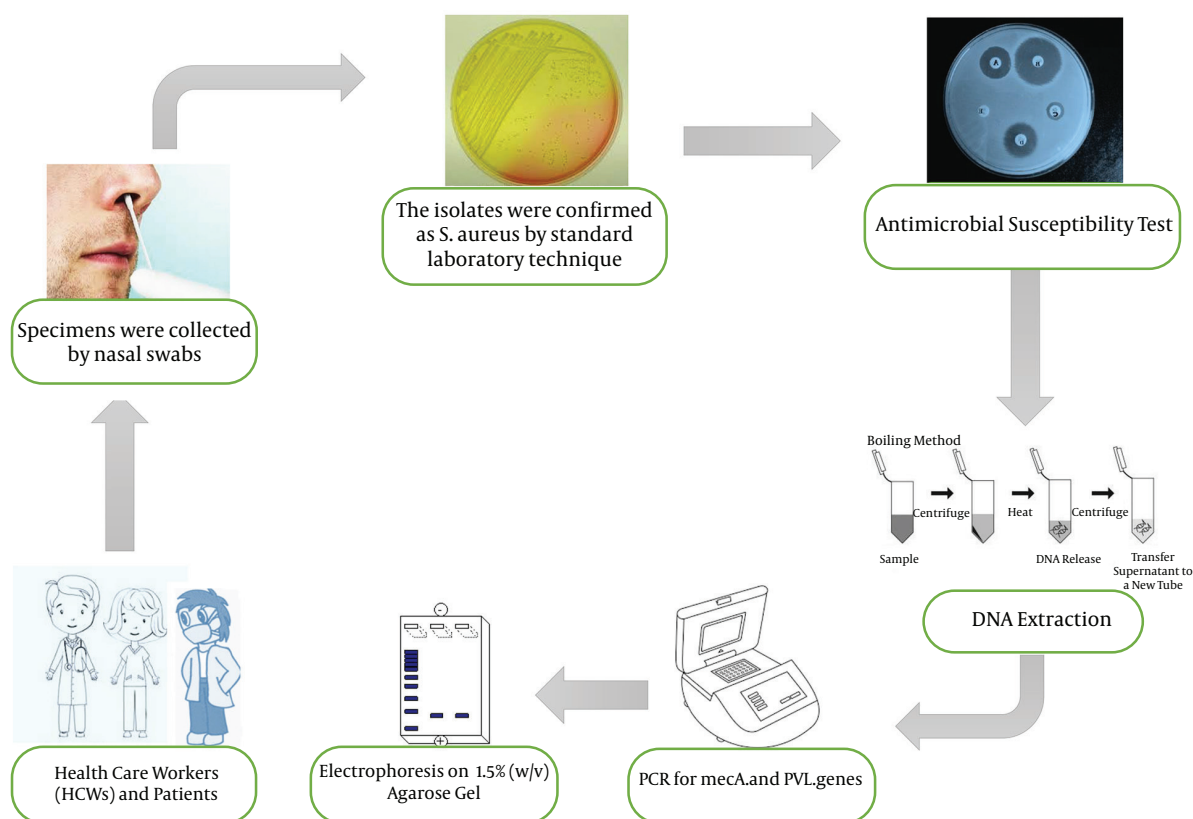 Health Care Workers
(HCWs) and Patients
Specimens were collected
by nasal swabs
The isolates were confirmed
as S. aureus by standard
laboratory technique
Antimicrobial Susceptibility Test
Boiling Method
Centrifuge
Heat
Centrifuge
Sample
DNA Release
Transfer
Supernatant to
a New Tube
DNA Extraction
PCR for mecA.and PVL.genes
-
+
Electrophoresis on 1.5% (w/v)
Agarose Gel